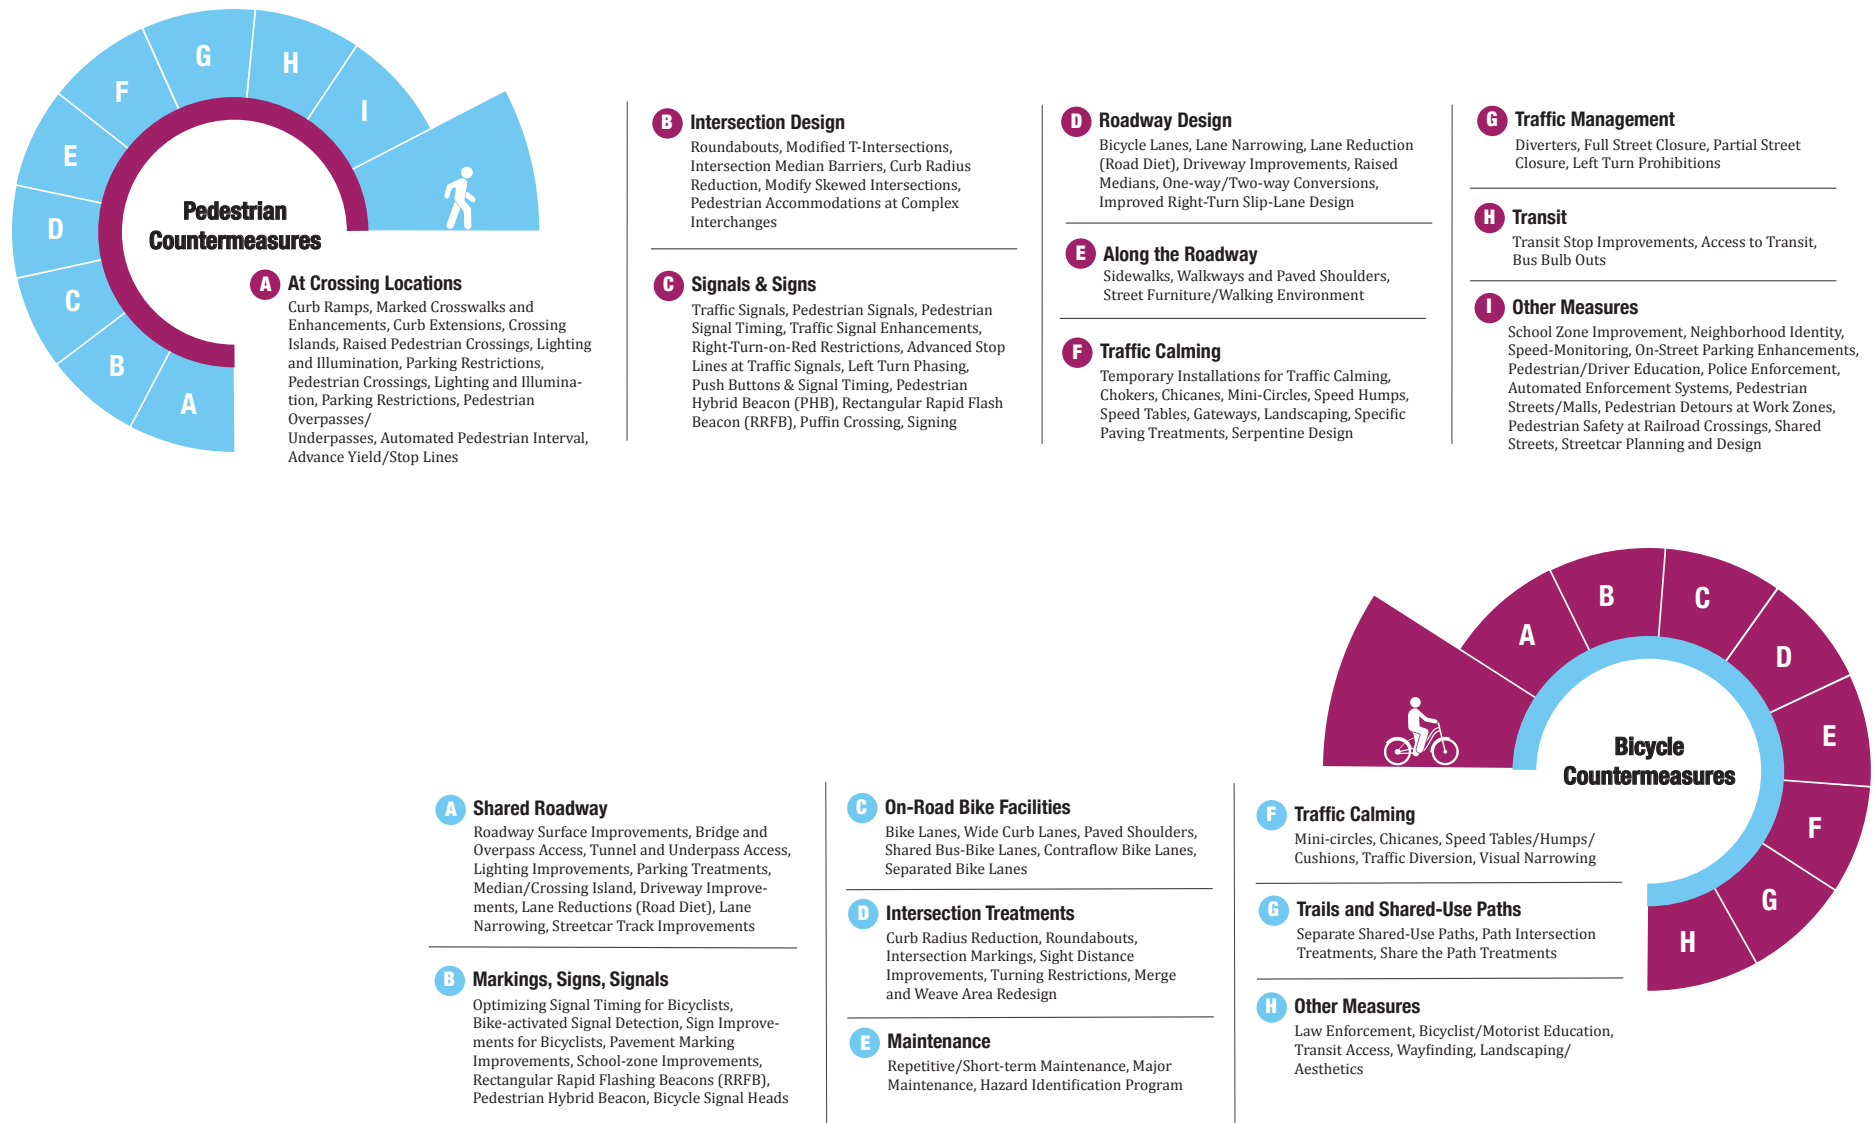 A
B
C
D
E
F
G
H
I
Pedestrian
Countermeasures
A At Crossing Locations
Curb Ramps, Marked Crosswalks and
Enhancements, Curb Extensions, Crossing
Islands, Raised Pedestrian Crossings, Lighting
and Illumination, Parking Restrictions,
Pedestrian Crossings, Lighting and Illumina-
tion, Parking Restrictions, Pedestrian
Overpasses/
Underpasses, Automated Pedestrian Interval,
Advance Yield/Stop Lines
B Intersection Design
Roundabouts, Modified T-Intersections,
Intersection Median Barriers, Curb Radius
Reduction, Modify Skewed Intersections,
Pedestrian Accommodations at Complex
Interchanges
C Signals & Signs
Traffic Signals, Pedestrian Signals, Pedestrian
Signal Timing, Traffic Signal Enhancements,
Right-Turn-on-Red Restrictions, Advanced Stop
Lines at Traffic Signals, Left Turn Phasing,
Push Buttons & Signal Timing, Pedestrian
Hybrid Beacon (PHB), Rectangular Rapid Flash
Beacon (RRFB), Puffin Crossing, Signing
D Roadway Design
Bicycle Lanes, Lane Narrowing, Lane Reduction
(Road Diet), Driveway Improvements, Raised
Medians, One-way/Two-way Conversions,
Improved Right-Turn Slip-Lane Design
E Along the Roadway
Sidewalks, Walkways and Paved Shoulders,
Street Furniture/Walking Environment
F Traffic Calming
Temporary Installations for Traffic Calming,
Chokers, Chicanes, Mini-Circles, Speed Humps,
Speed Tables, Gateways, Landscaping, Specific
Paving Treatments, Serpentine Design
G Traffic Management
Diverters, Full Street Closure, Partial Street
Closure, Left Turn Prohibitions
H Transit
Transit Stop Improvements, Access to Transit,
Bus Bulb Outs
I Other Measures
School Zone Improvement, Neighborhood Identity,
Speed-Monitoring, On-Street Parking Enhancements,
Pedestrian/Driver Education, Police Enforcement,
Automated Enforcement Systems, Pedestrian
Streets/Malls, Pedestrian Detours at Work Zones,
Pedestrian Safety at Railroad Crossings, Shared
Streets, Streetcar Planning and Design
A
B
C
D
E
F
G
H
Bicycle
Countermeasures
A Shared Roadway
Roadway Surface Improvements, Bridge and
Overpass Access, Tunnel and Underpass Access,
Lighting Improvements, Parking Treatments,
Median/Crossing Island, Driveway Improve-
ments, Lane Reductions (Road Diet), Lane
Narrowing, Streetcar Track Improvements
B Markings, Signs, Signals
Optimizing Signal Timing for Bicyclists,
Bike-activated Signal Detection, Sign Improve-
ments for Bicyclists, Pavement Marking
Improvements, School-zone Improvements,
Rectangular Rapid Flashing Beacons (RRFB),
Pedestrian Hybrid Beacon, Bicycle Signal Heads
C On-Road Bike Facilities
Bike Lanes, Wide Curb Lanes, Paved Shoulders,
Shared Bus-Bike Lanes, Contraflow Bike Lanes,
Separated Bike Lanes
D Intersection Treatments
Curb Radius Reduction, Roundabouts,
Intersection Markings, Sight Distance
Improvements, Turning Restrictions, Merge
and Weave Area Redesign
E Maintenance
Repetitive/Short-term Maintenance, Major
Maintenance, Hazard Identification Program
F Traffic Calming
Mini-circles, Chicanes, Speed Tables/Humps/
Cushions, Traffic Diversion, Visual Narrowing
G Trails and Shared-Use Paths
Separate Shared-Use Paths, Path Intersection
Treatments, Share the Path Treatments
H Other Measures
Law Enforcement, Bicyclist/Motorist Education,
Transit Access, Wayfinding, Landscaping/
Aesthetics